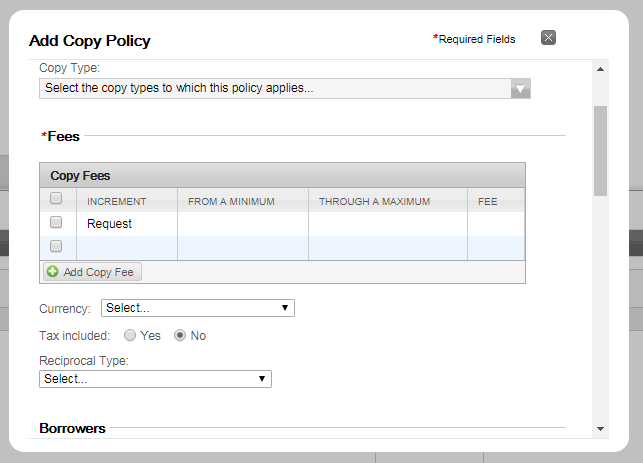 Add Copy Policy
*Required Fields
Copy Type:
Select the copy types to which this policy applies...
*Fees
Copy Fees
INCREMENT FROM A MINIMUM THROUGH A MAXIMUM FEE
Request
Add Copy Fee
Currency: Select...
Tax included: Yes No
Reciprocal Type:
Select...
Borrowers